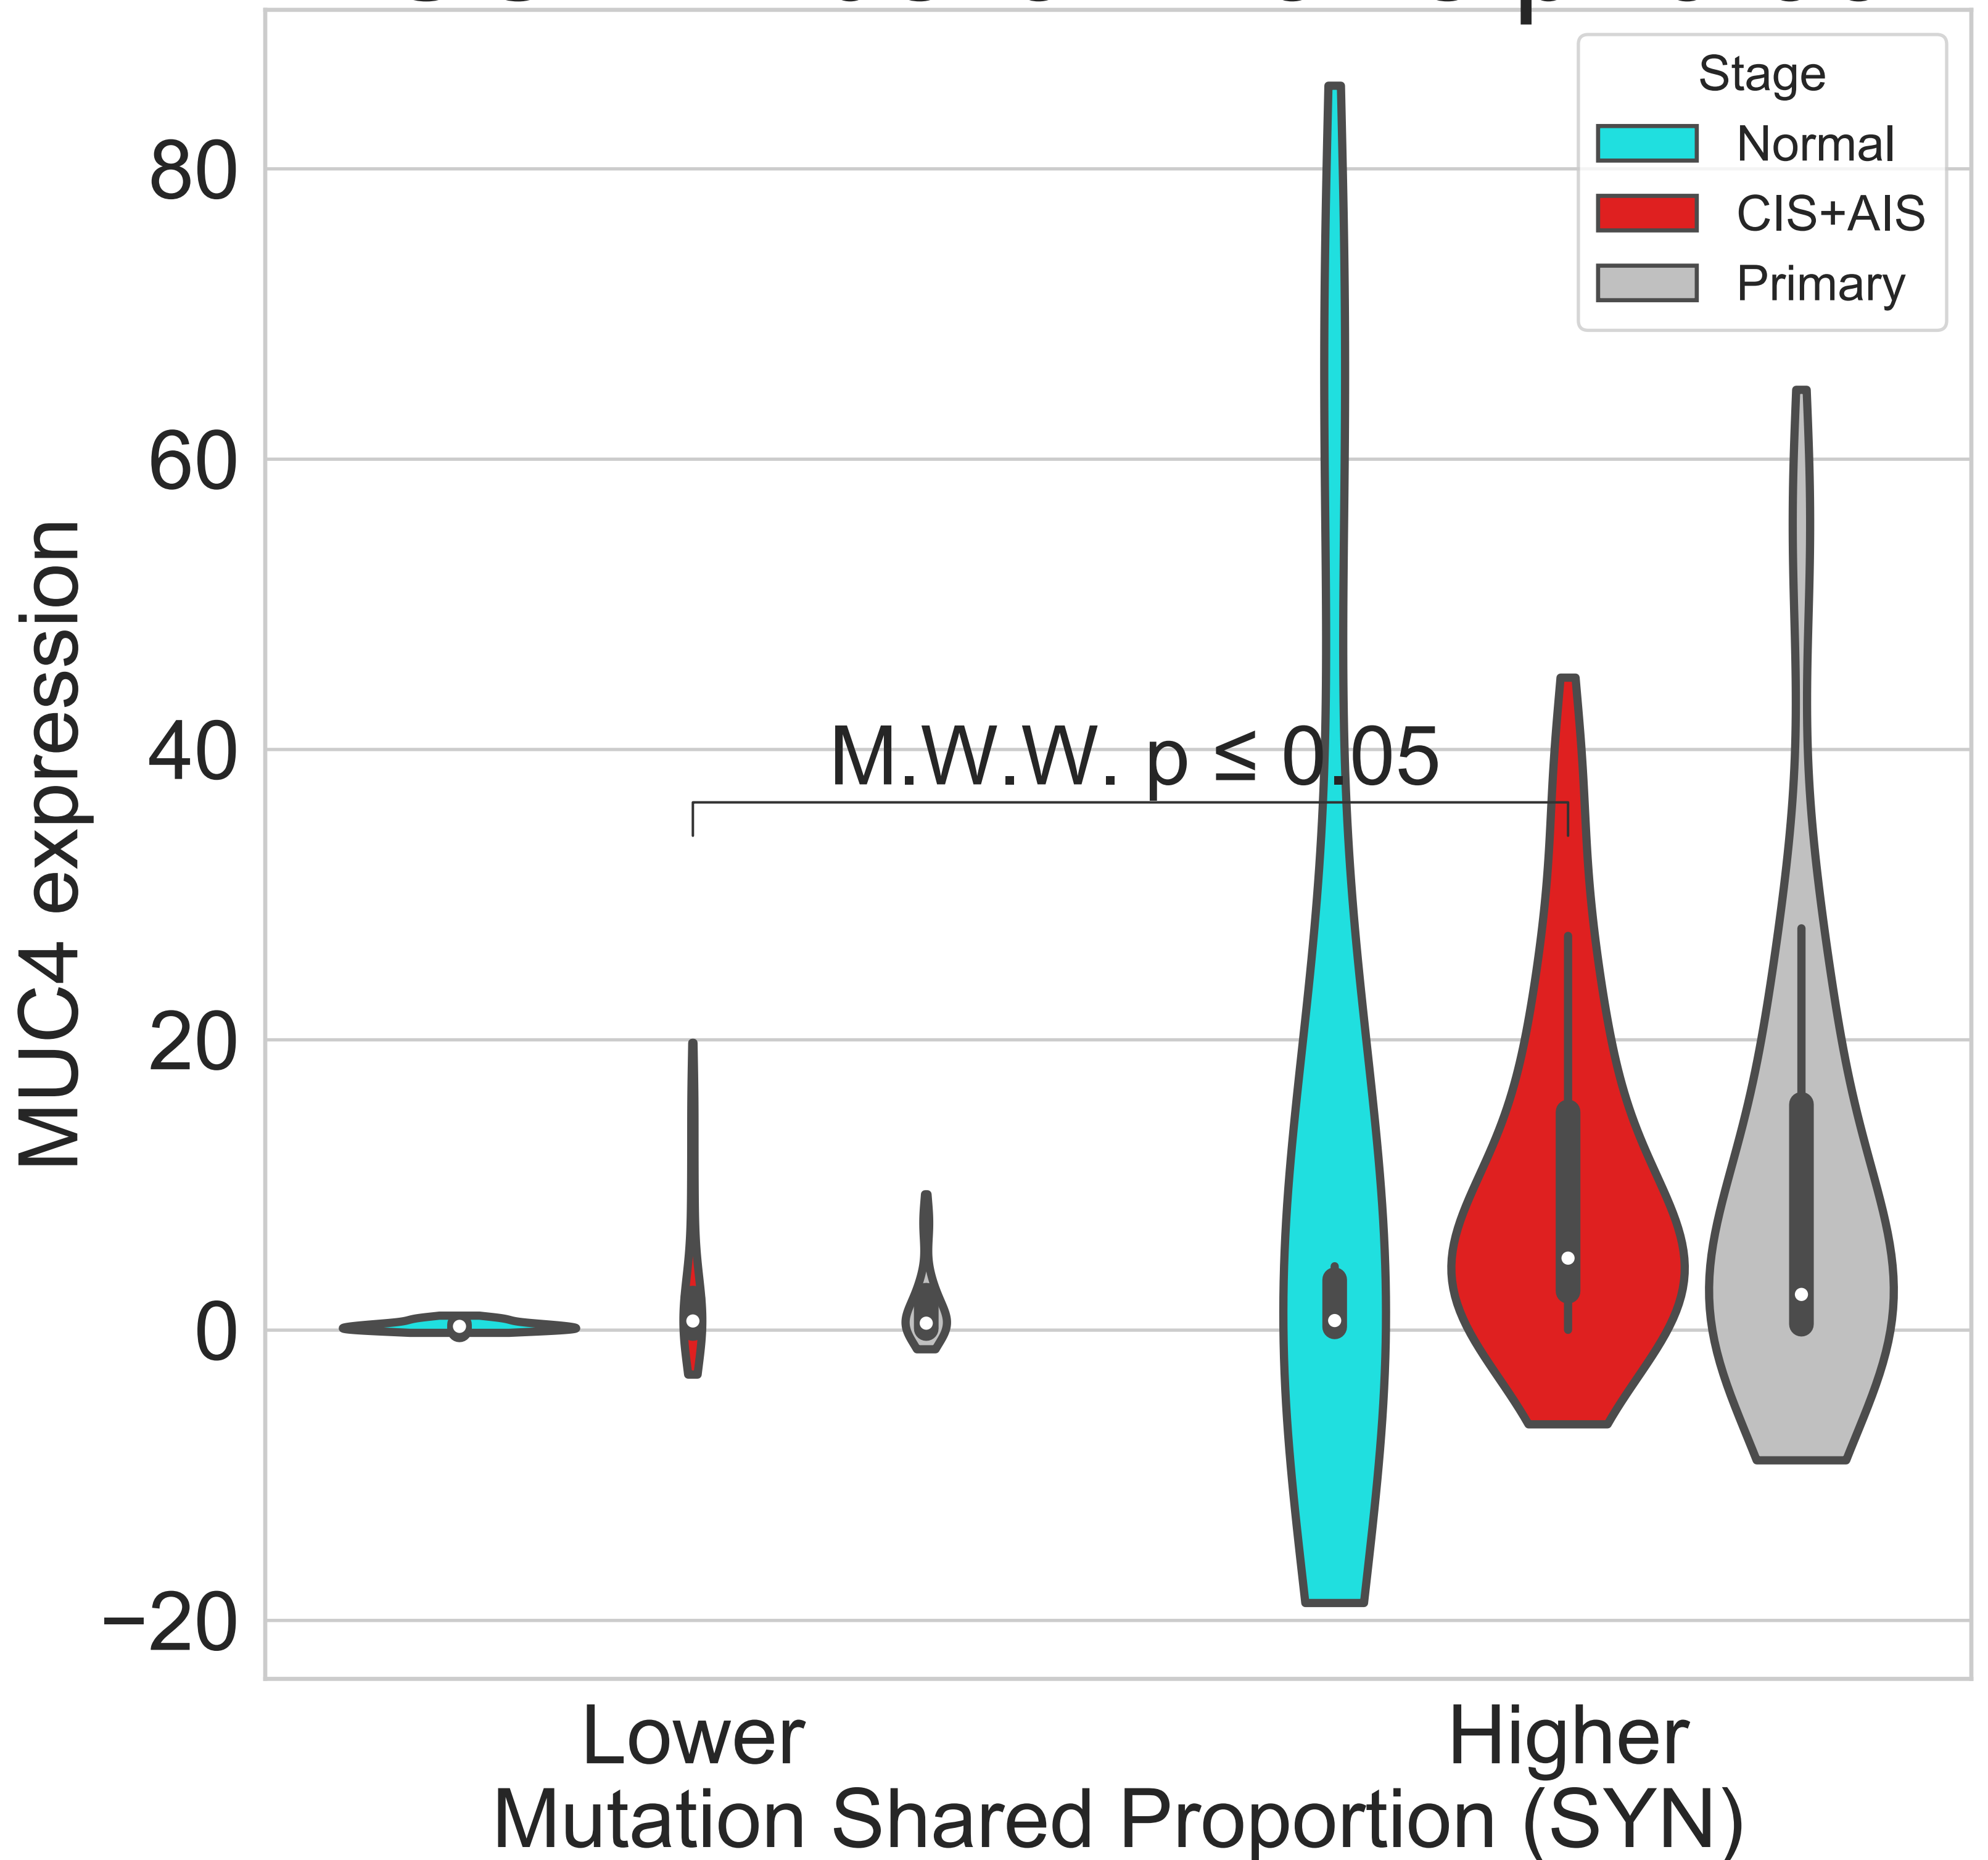 Stage
Normal
CIS+AIS
Primary
80
60
40
20
0
−20
MUC4 expression
M.W.W. p ≤ 0.05
Lower
Higher
Mutation Shared Proportion (SYN)